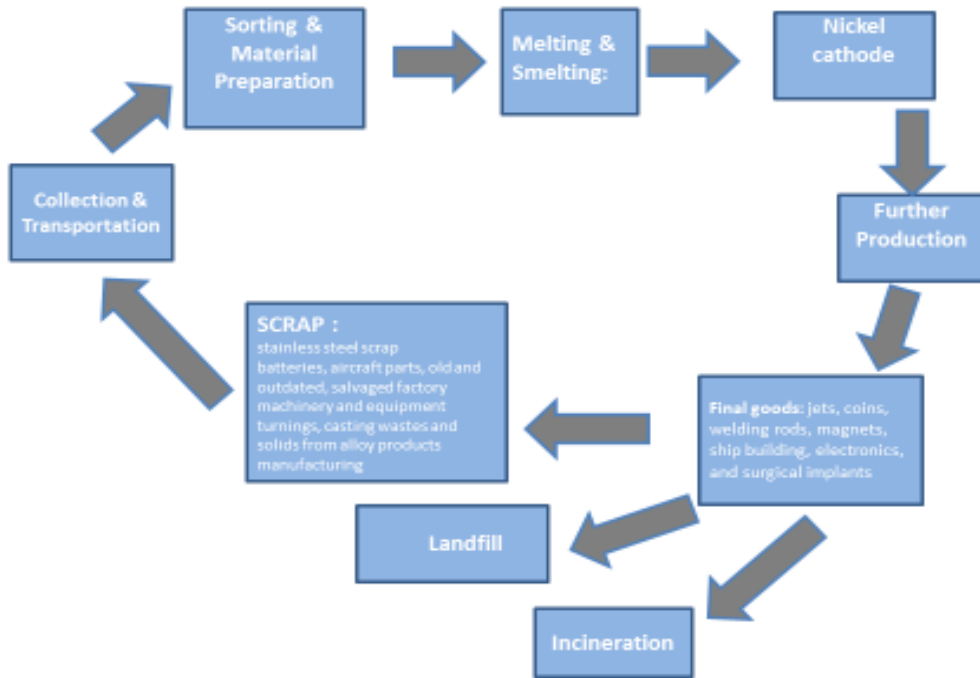 Sorting &
Material
Preparation
Melting &
Smelting:
Nickel
cathode
Collection &
Transportation
Further
Production
SCRAP :
stainless steel scrap
batteries, aircraft parts, old and
outdated, salvaged factory
machinery and equipment
turnings, casting wastes and
solids from alloy products
manufacturing
Final goods: jets, coins,
welding rods, magnets,
ship building, electronics,
and surgical implants
Landfill
Incineration